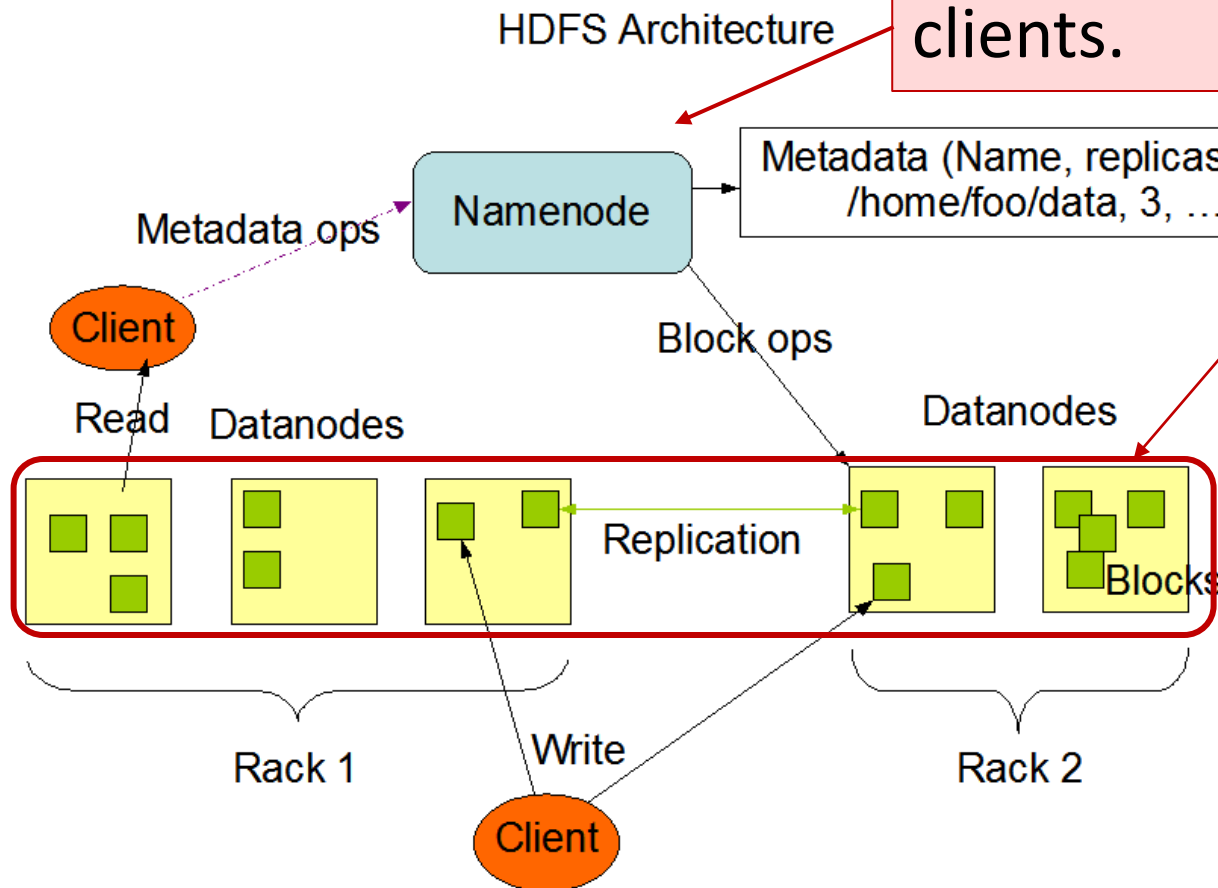 HDFS Architecture
clients.
Metadata (Name, replicas
/home/foo/data, 3, ...
Namenode
Metadata ops
Client
Block ops
Read
Datanodes
Datanodes
Replication
Blocks
Rack 1
Write
Rack 2
Client